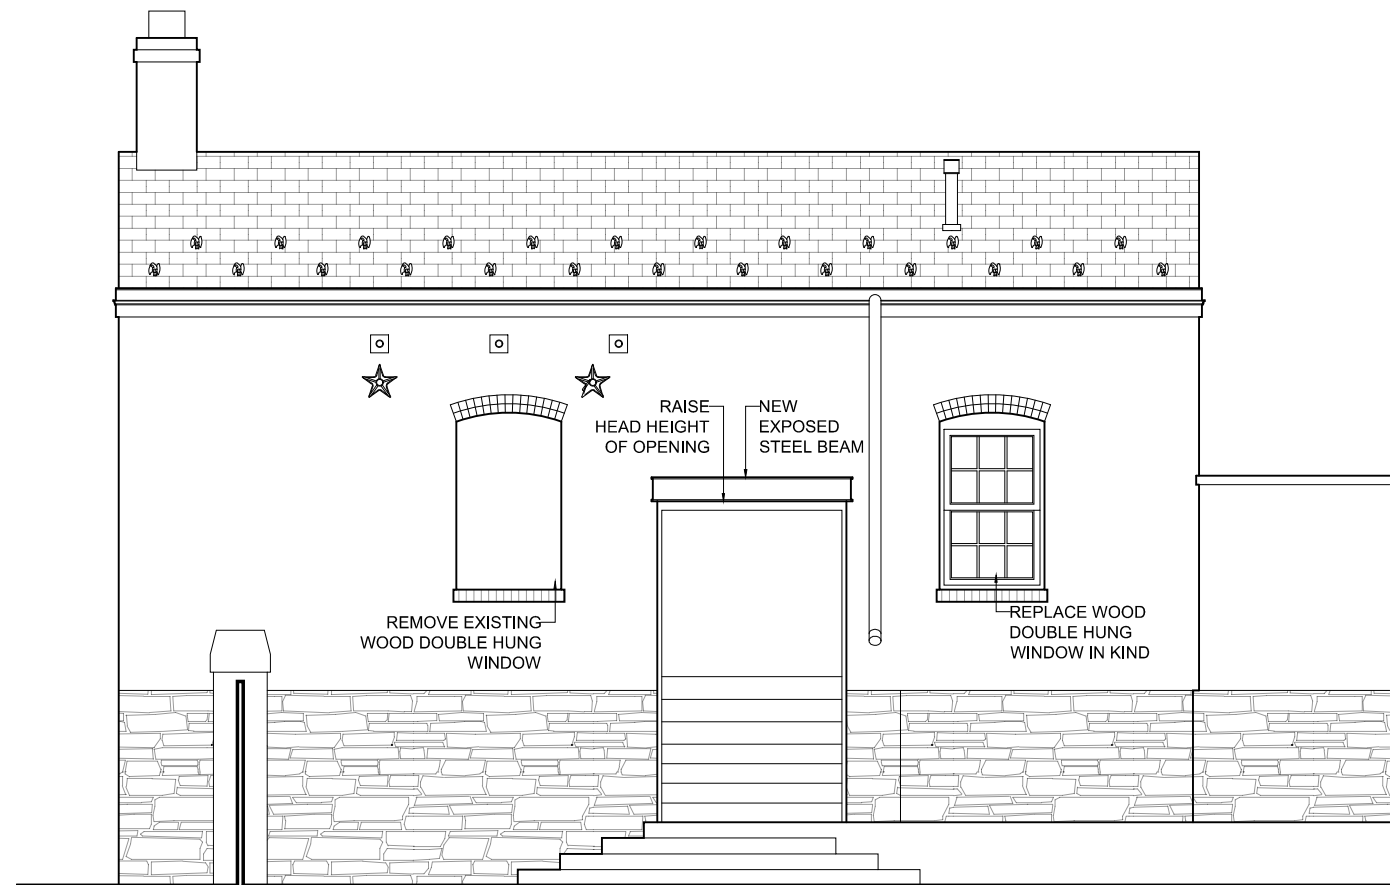 RAISE
HEAD HEIGHT
OF OPENING
NEW
EXPOSED
STEEL BEAM
REMOVE EXISTING
WOOD DOUBLE HUNG
WINDOW
REPLACE WOOD
DOUBLE HUNG
WINDOW IN KIND